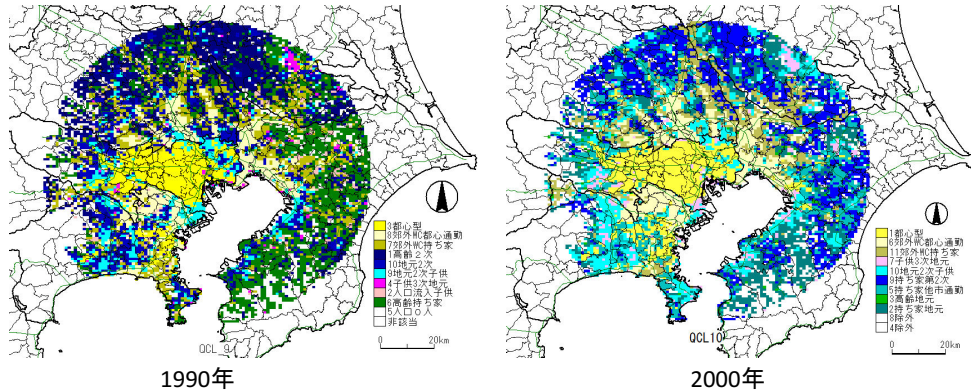 3都心型
8郊外WC都心通勤
7郊外WC持ち家
1高齢2次
10地元2次
9地元2次子供
4子供3次地元
2人口流入子供
6高齢持ち家
5人口0人
非該当
0 20km
QCL_9
1990年
1都心型
6郊外WC都心通勤
11郊外WC持ち家
7子供3次地元
10地元2子供
9持ち家第2次
5持ち家他市通勤
3高齢地元
2持ち家地元
8除外
4除外
0 20km
QCL10
2000年